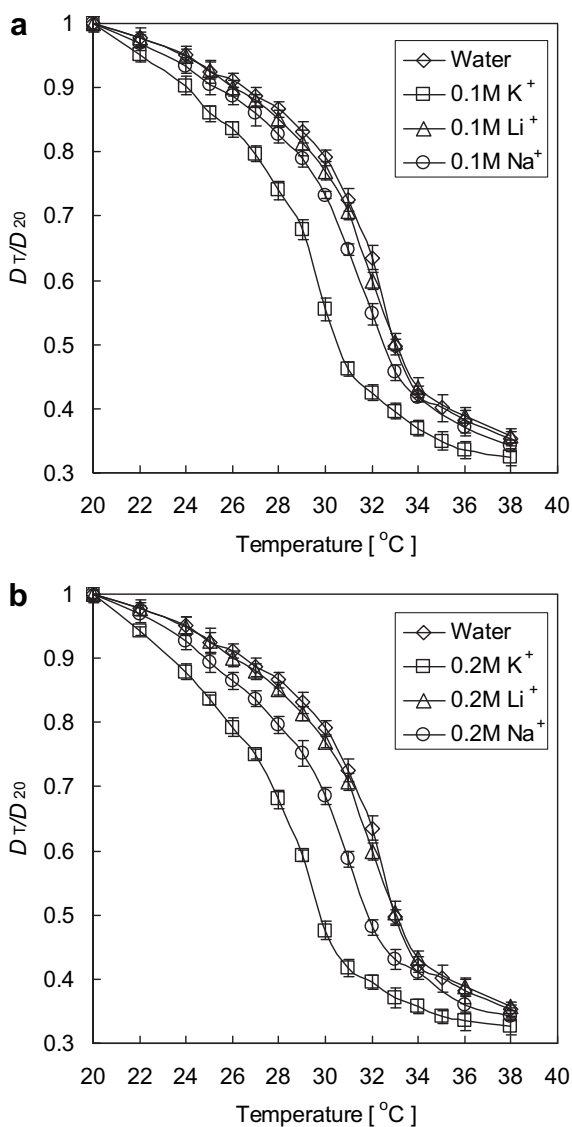 a
1
0.9
0.8
0.7
0.6
0.5
0.4
0.3
DT/D20
20 22 24 26 28 30 32 34 36 38 40
Temperature [ °C ]
Water
0.1M K+
0.1M Li+
0.1M Na+
b
1
0.9
0.8
0.7
0.6
0.5
0.4
0.3
DT/D20
20 22 24 26 28 30 32 34 36 38 40
Temperature [ °C ]
Water
0.2M K+
0.2M Li+
0.2M Na+